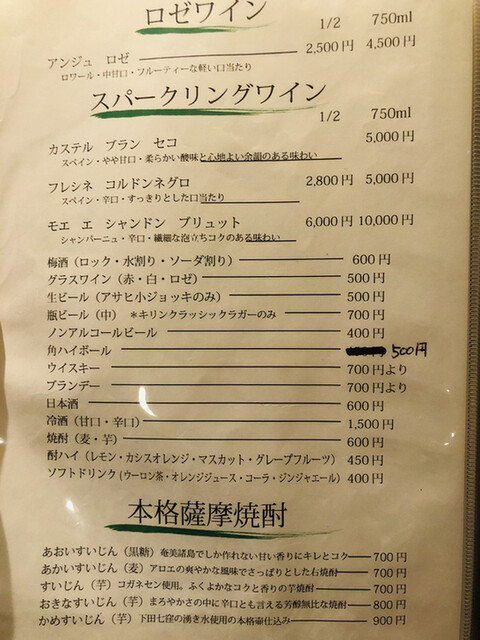 ロゼワイン
1/2 750ml
アンジュ ロゼ 2,500円 4,500円
ロワール・中甘口・フルーティーな軽い口当たり
スパークリングワイン
1/2 750ml
カステル ブラン セコ 5,000円
スペイン・やや甘口・柔らかい酸味と心地よい余韻のある味わい
フレシネ コルドンネグロ 2,800円 5,000円
スペイン・辛口・すっきりとした口当たり
モエ エ シャンドン ブリュット 6,000円 10,000円
シャンパーニュ・辛口・繊細な泡立ちコクのある味わい
梅酒（ロック・水割り・ソーダ割り） 600円
グラスワイン（赤・白・ロゼ） 500円
生ビール（アサヒ小ジョッキのみ） 500円
瓶ビール（中） ＊キリンクラッシックラガーのみ 700円
ノンアルコールビール 400円
角ハイボール 500円
ウイスキー 700円より
ブランデー 700円より
日本酒 600円
冷酒（甘口・辛口） 1,500円
焼酎（麦・芋） 600円
酎ハイ（レモン・カシスオレンジ・マスカット・グレープフルーツ） 450円
ソフトドリンク（ウーロン茶・オレンジジュース・コーラ・ジンジャエール） 400円
本格薩摩焼酎
あおいすいじん（黒糖）奄美諸島でしか作れない甘い香りにキレとコク 700円
あかいすいじん（麦）アロエの爽やかな風味でさっぱりとした右焼酎 700円
すいじん（芋）コガネセン使用。ふくよかなコクと香りの芋焼酎 700円
おきなすいじん（芋）まろやかさの中に辛口とも言える芳醇無比な焼酎 800円
かめすいじん（芋）下田七窪の湧き水使用の本格壷仕込み 900円